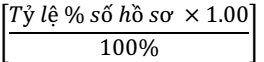 [Tỷ lệ % số hồ sơ × 1.00
100%]